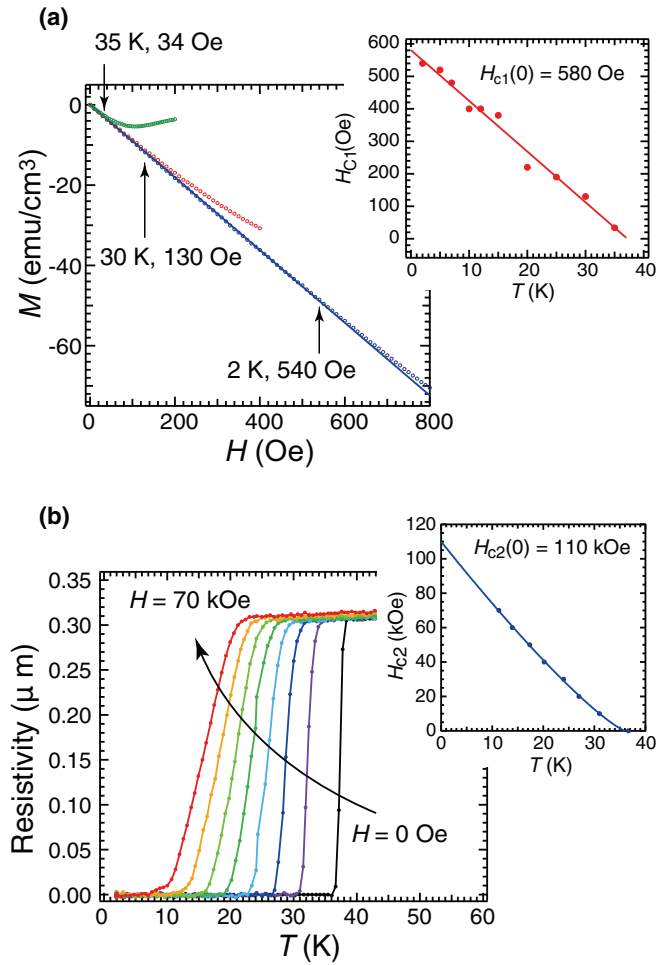 (a)
35 K, 34 Oe
30 K, 130 Oe
2 K, 540 Oe
0
-20
-40
-60
M (emu/cm³)
0
200
400
600
800
H (Oe)
Hc1(0) = 580 Oe
600
500
400
300
200
100
0
HC1(Oe)
0
10
20
30
40
T (K)
(b)
H = 70 kOe
H = 0 Oe
0.35
0.30
0.25
0.20
0.15
0.10
0.05
0.00
Resistivity (μ m)
0
10
20
30
40
50
60
T (K)
Hc2(0) = 110 kOe
120
100
80
60
40
20
0
Hc2 (kOe)
0
10
20
30
40
T (K)